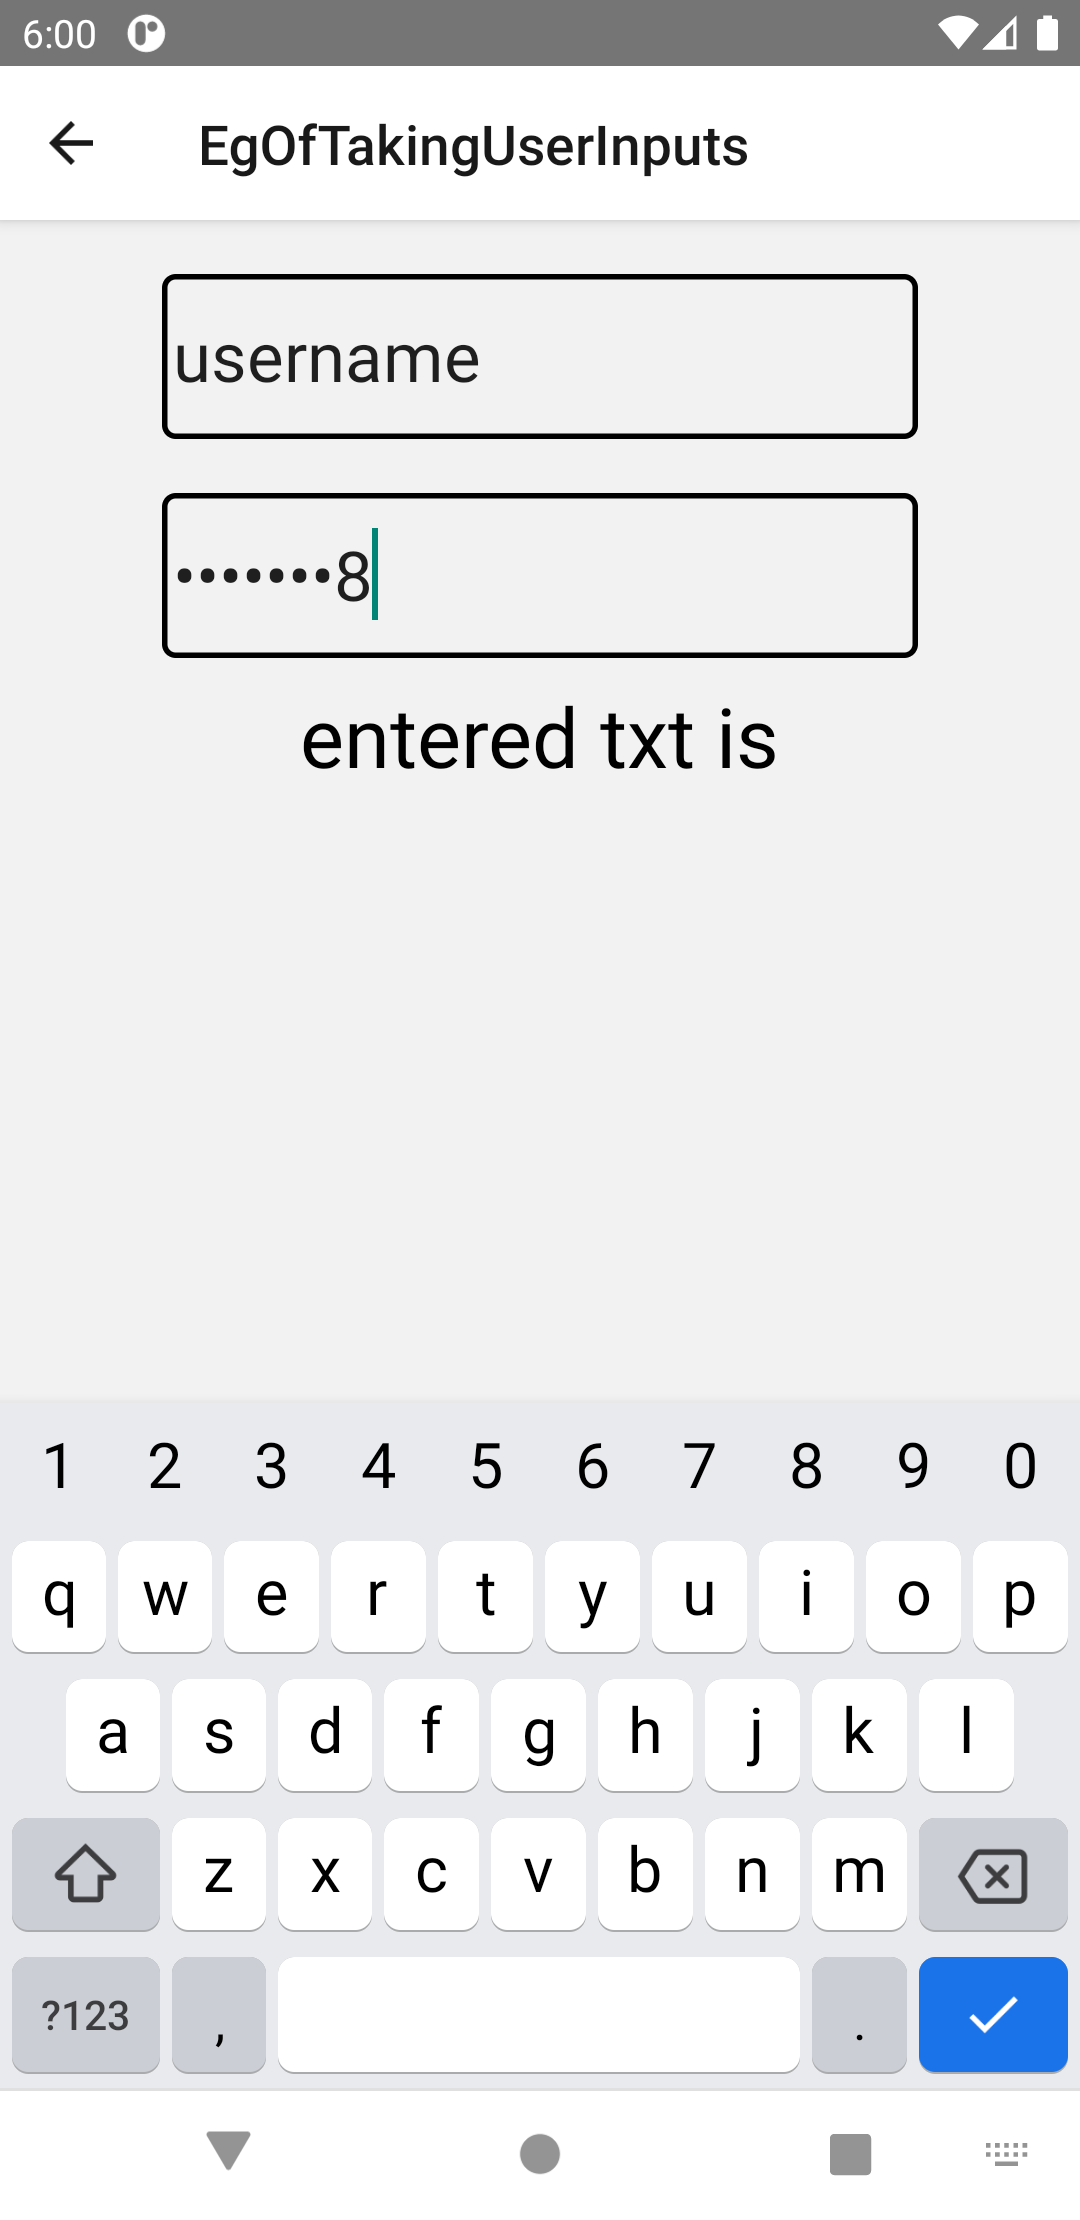 6:00
EgOfTakingUserInputs
username
•••••••8
entered txt is
1 2 3 4 5 6 7 8 9 0
q w e r t y u i o p
a s d f g h j k l
z x c v b n m
?123 , .